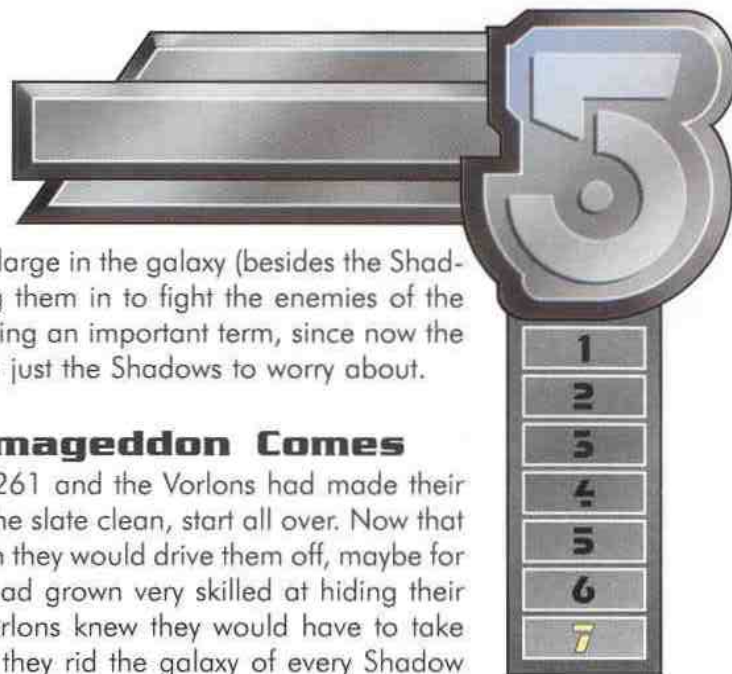 5
large in the galaxy (besides the Shad-
g them in to fight the enemies of the
ing an important term, since now the
just the Shadows to worry about.
mageddon Comes
261 and the Vorlons had made their
he slate clean, start all over. Now that
n they would drive them off, maybe for
ad grown very skilled at hiding their
rlons knew they would have to take
they rid the galaxy of every Shadow
1
2
3
4
5
6
7